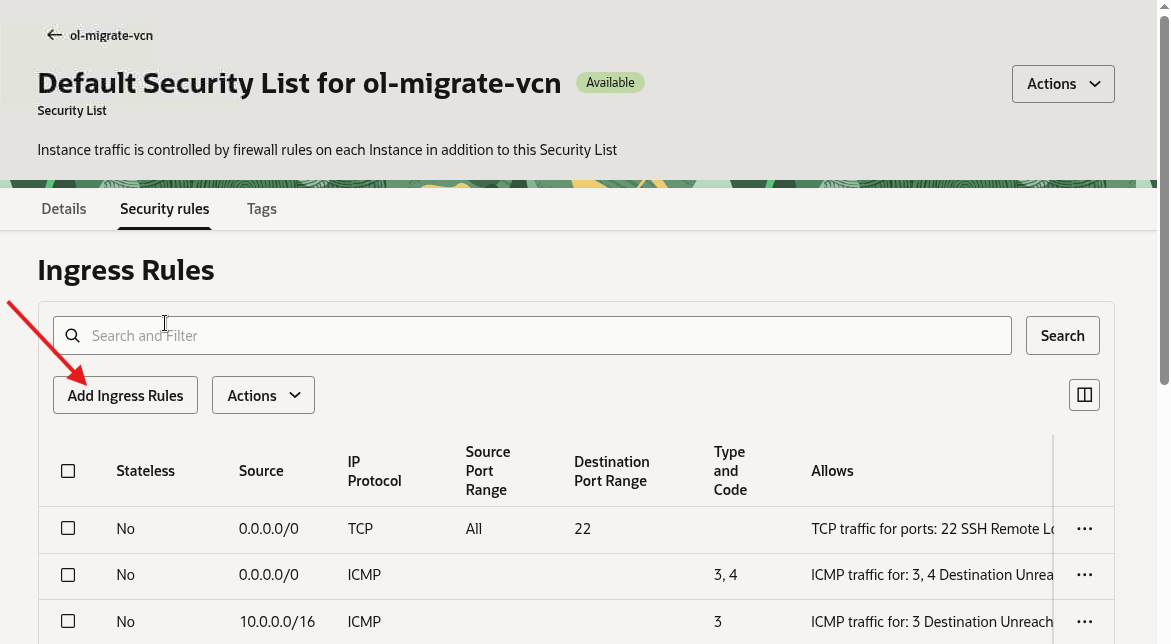 ol-migrate-vcn
Default Security List for ol-migrate-vcn Available
Actions
Security List
Instance traffic is controlled by firewall rules on each Instance in addition to this Security List
Details Security rules Tags
Ingress Rules
Search and Filter Search
Add Ingress Rules Actions
Stateless Source IP Protocol Source Port Range Destination Port Range Type and Code Allows
No 0.0.0.0/0 TCP All 22 TCP traffic for ports: 22 SSH Remote Lo
No 0.0.0.0/0 ICMP 3, 4 ICMP traffic for: 3, 4 Destination Unrea
No 10.0.0.0/16 ICMP 3 ICMP traffic for: 3 Destination Unreach